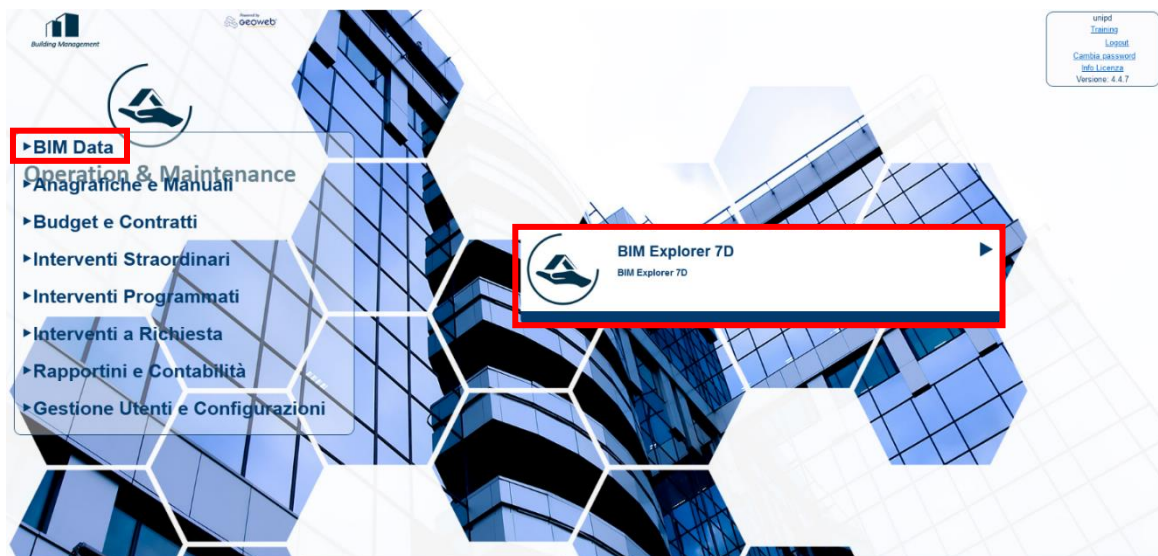 Building Management
Powered by
Geoweb
unipd
Training
Logout
Cambia password
Info Licenza
Versione: 4.4.7
▸BIM Data
Operation & Maintenance
▸Anagrafiche e Manuali
▸Budget e Contratti
▸Interventi Straordinari
▸Interventi Programmati
▸Interventi a Richiesta
▸Rapportini e Contabilità
▸Gestione Utenti e Configurazioni
BIM Explorer 7D
BIM Explorer 7D